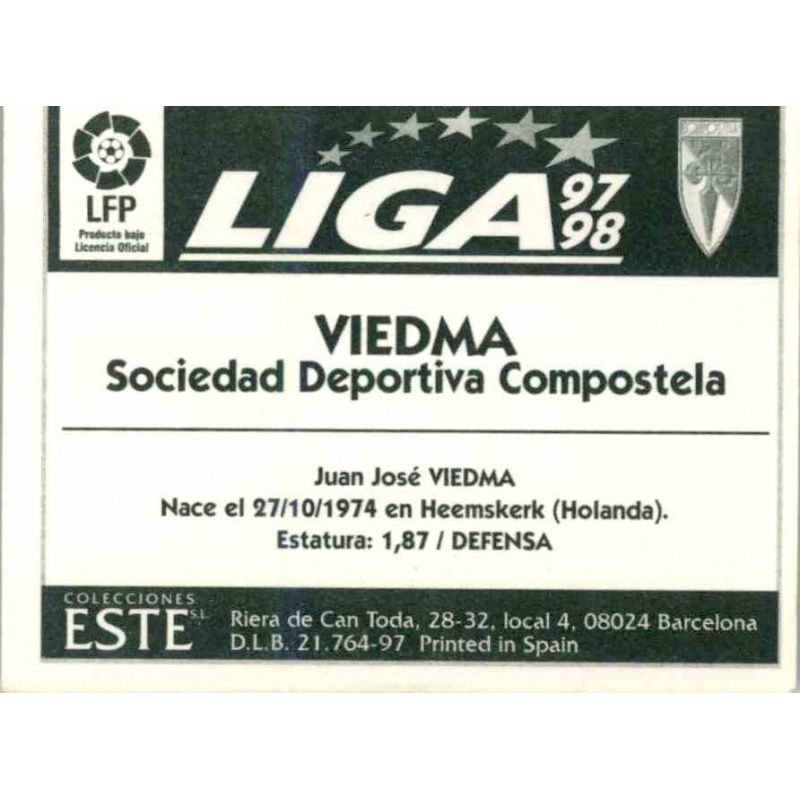 LFP
Producto bajo
Licencia Oficial
LIGA 97
98
VIEDMA
Sociedad Deportiva Compostela
Juan José VIEDMA
Nace el 27/10/1974 en Heemskerk (Holanda).
Estatura: 1,87 / DEFENSA
COLECCIONES
ESTE S.L.
Riera de Can Toda, 28-32, local 4, 08024 Barcelona
D.L.B. 21.764-97 Printed in Spain